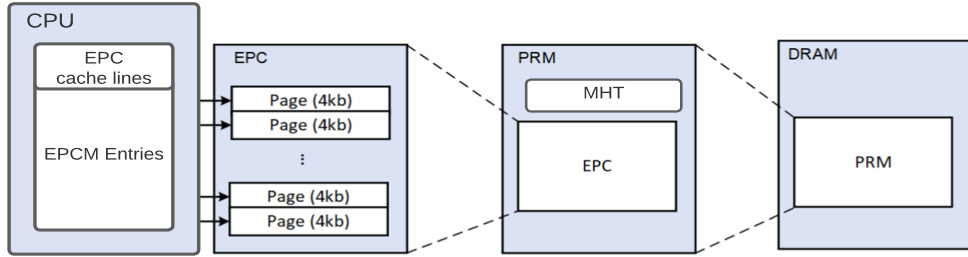 CPU
EPC
cache lines
EPCM Entries
EPC
Page (4kb)
Page (4kb)
...
Page (4kb)
Page (4kb)
PRM
MHT
EPC
DRAM
PRM